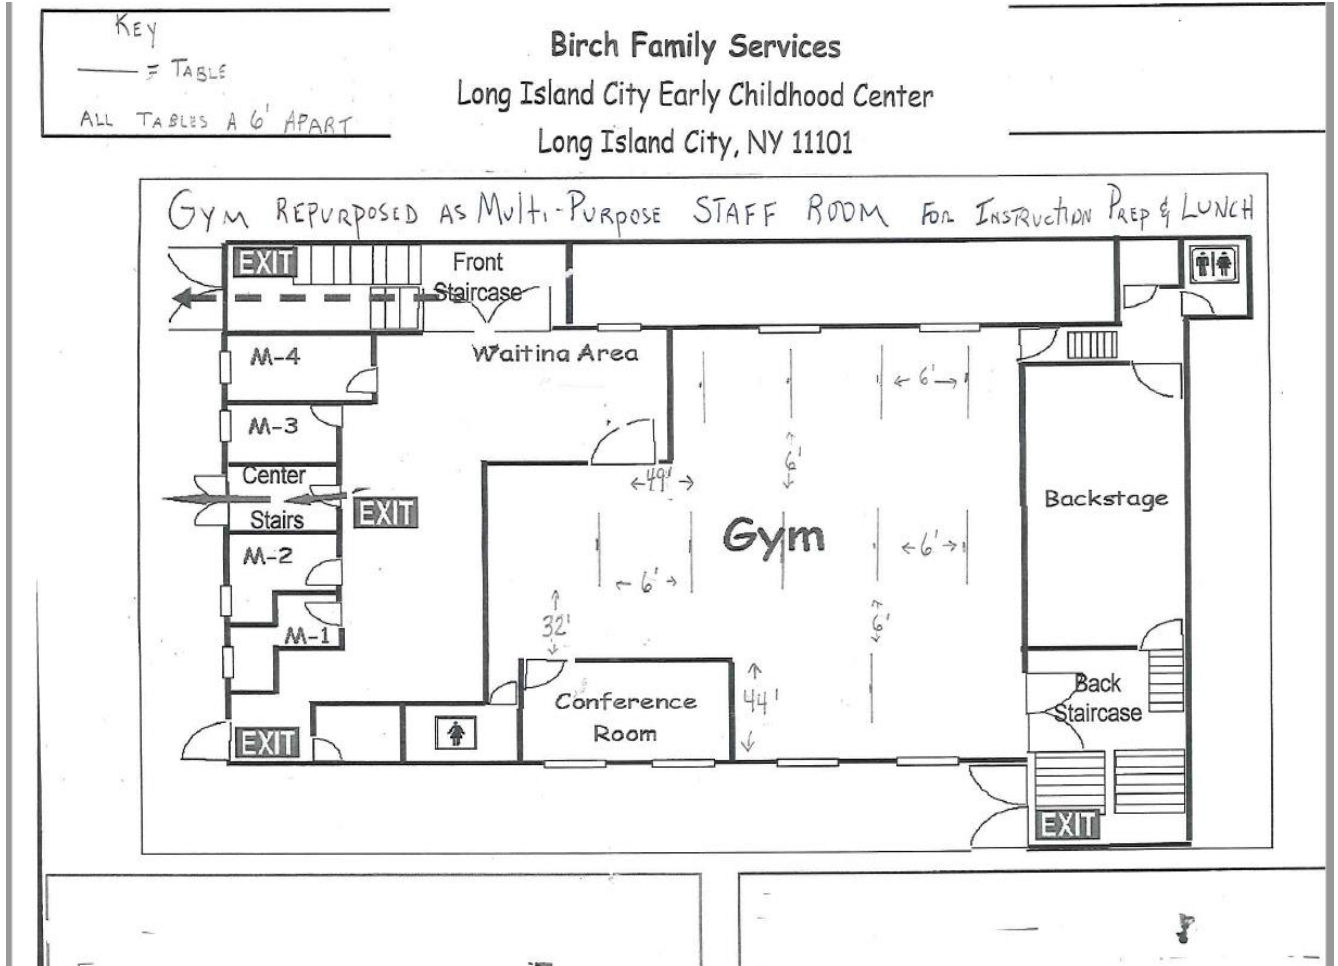 KEY
Birch Family Services
= TABLE
Long Island City Early Childhood Center
ALL TABLES A 6' APART
Long Island City, NY 11101
GYM REPURPOSED AS MULTI-PURPOSE STAFF ROOM FOR INSTRUCTION PREP & LUNCH
EXIT
Front
Staircase
M-4
Waiting Area
6'
M-3
6'
49'
Center
Stairs
EXIT
Backstage
Gym
M-2
6'
6'
32'
6'
M-1
Conference
Room
44'
Back
Staircase
EXIT
EXIT